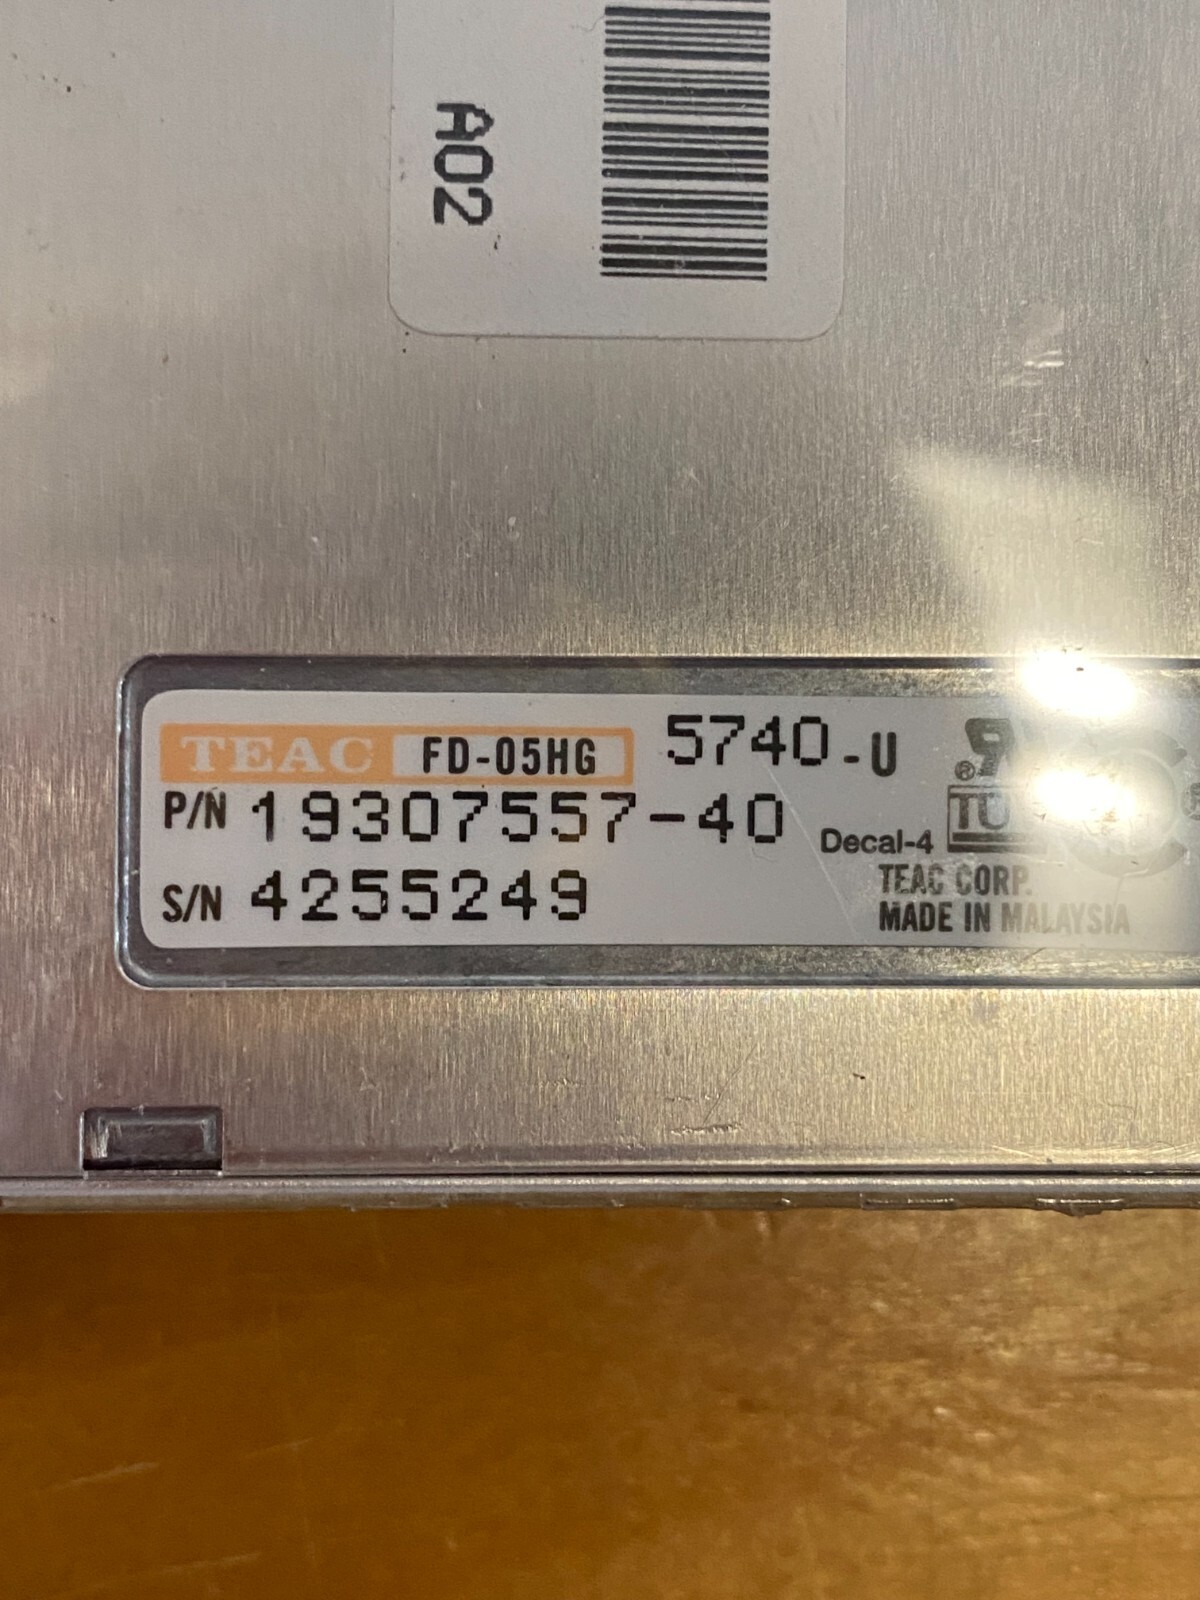 A02
TEAC FD-05HG 5740-U
P/N 19307557-40
Decal-4
S/N 4255249
TEAC CORP.
MADE IN MALAYSIA